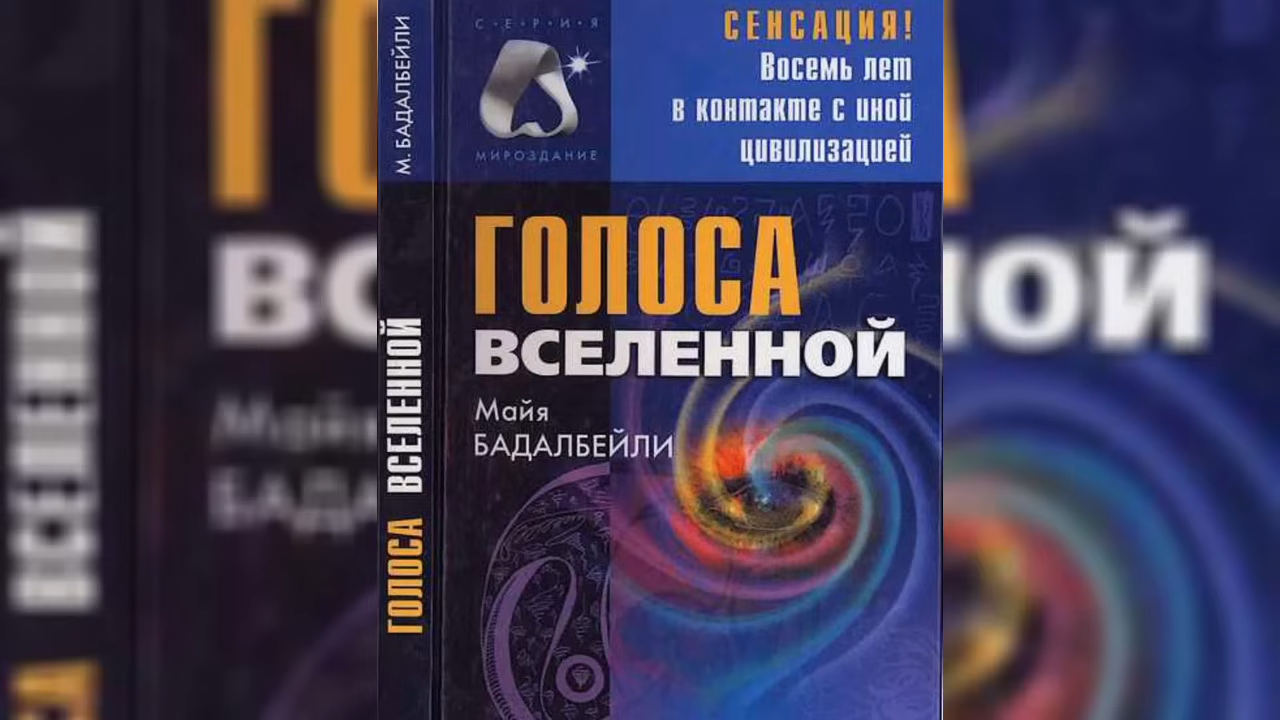 М. БАДАЛБЕЙЛИ
ГОЛОСА ВСЕЛЕННОЙ
СЕРИЯ
МИРОЗДАНИЕ
СЕНСАЦИЯ!
Восемь лет
в контакте с иной
цивилизацией
ГОЛОСА
ВСЕЛЕННОЙ
Майя
БАДАЛБЕЙЛИ